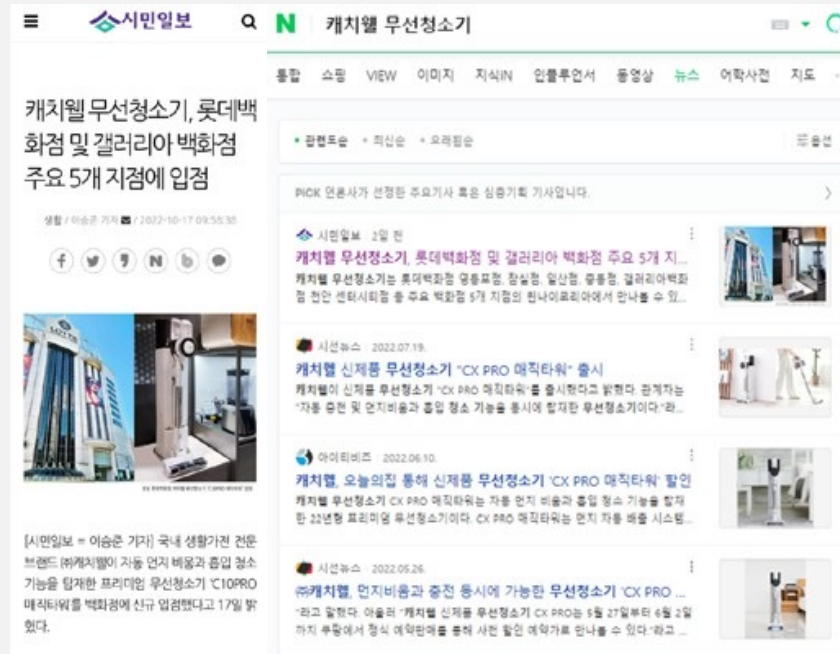 시민일보
캐치웰 무선청소기, 롯데백
화점 및 갤러리아 백화점
주요 5개 지점에 입점
생활 / 이승준 기자 / 2022-10-17 09:58:38
LOTTE
[시민일보 = 이승준 기자] 국내 생활가전 전문
브랜드 ㈜캐치웰이 자동 먼지 비움과 흡입 청소
기능을 탑재한 프리미엄 무선청소기 'C10PRO
매직타워'를 백화점에 신규 입점했다고 17일 밝
혔다.
N 캐치웰 무선청소기
통합 쇼핑 VIEW 이미지 지식iN 인플루언서 동영상 뉴스 어학사전 지도
• 관련도순 • 최신순 • 오래된순 옵션
PiCK 언론사가 선정한 주요기사 혹은 심층기획 기사입니다.
시민일보 · 2일 전
캐치웰 무선청소기, 롯데백화점 및 갤러리아 백화점 주요 5개 지...
캐치웰 무선청소기는 롯데백화점 영등포점, 잠실점, 일산점, 중동점, 갤러리아백화
점 천안 센터시티점 등 주요 백화점 5개 지점의 퀸나이로리아에서 만나볼 수 있...
시선뉴스 · 2022.07.19.
캐치웰 신제품 무선청소기 "CX PRO 매직타워" 출시
캐치웰이 신제품 무선청소기 "CX PRO 매직타워"를 출시했다고 밝혔다. 관계자는
"자동 충전 및 먼지비움과 흡입 청소 기능을 동시에 탑재한 무선청소기이다."라...
아이티비즈 · 2022.06.10.
캐치웰, 오늘의집 통해 신제품 무선청소기 'CX PRO 매직타워' 할인
캐치웰 무선청소기 CX PRO 매직타워는 자동 먼지 비움과 흡입 청소 기능을 탑재
한 22년형 프리미엄 무선청소기이다. CX PRO 매직타워는 먼지 자동 배출 시스템...
시선뉴스 · 2022.05.26.
㈜캐치웰, 먼지비움과 충전 동시에 가능한 무선청소기 'CX PRO ...
"라고 말했다. 아울러 "캐치웰 신제품 무선청소기 CX PRO는 5월 27일부터 6월 2일
까지 쿠팡에서 정식 예약판매를 통해 사전 할인 예약가로 만나볼 수 있다."라고 ...